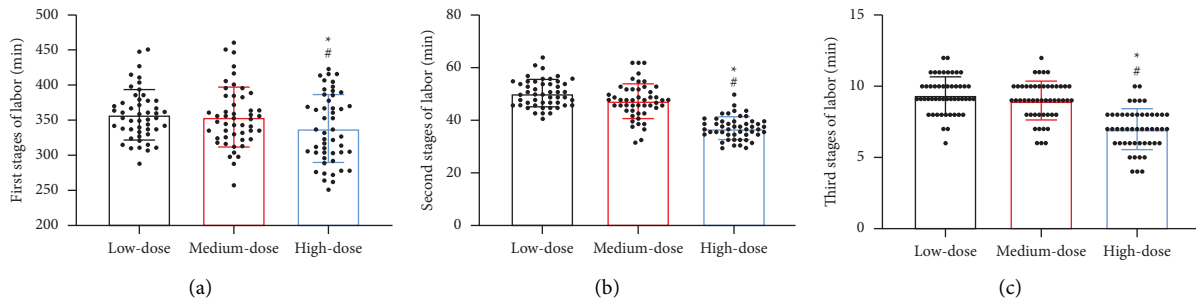 First stages of labor (min)
500
450
400
350
300
250
200
*
#
Low-dose
Medium-dose
High-dose
(a)
Second stages of labor (min)
80
60
40
20
0
*
#
Low-dose
Medium-dose
High-dose
(b)
Third stages of labor (min)
15
10
5
0
*
#
Low-dose
Medium-dose
High-dose
(c)